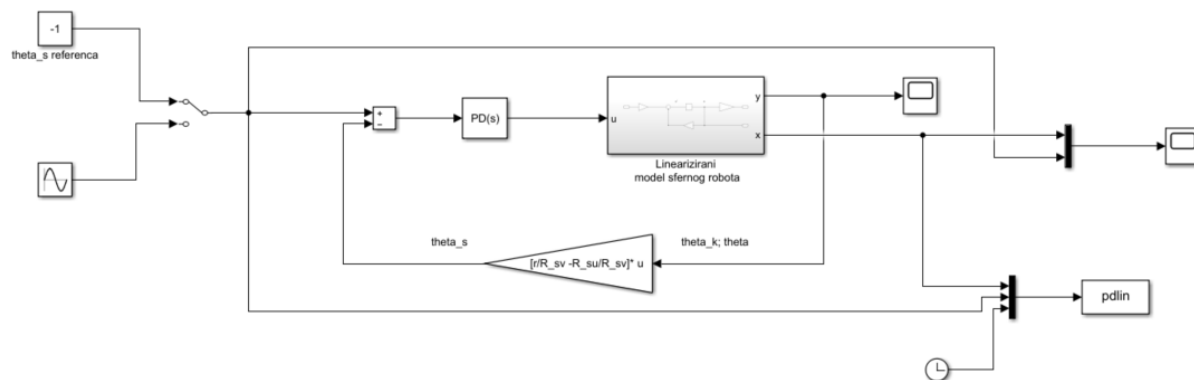 -1
theta_s referenca
+
−
PD(s)
u
y
x
Linearizirani
model sfernog robota
theta_s
[r/R_sv -R_su/R_sv]* u
theta_k; theta
pdlin